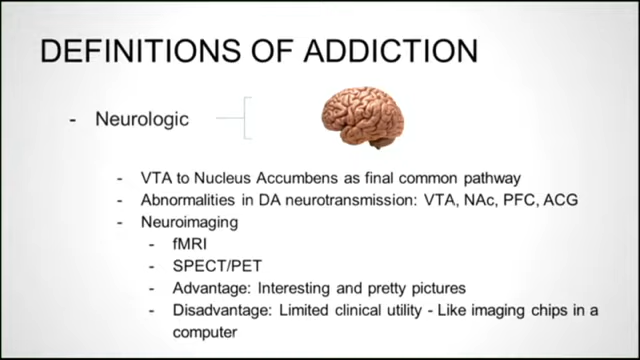 DEFINITIONS OF ADDICTION
- Neurologic
- VTA to Nucleus Accumbens as final common pathway
- Abnormalities in DA neurotransmission: VTA, NAc, PFC, ACG
- Neuroimaging
- fMRI
- SPECT/PET
- Advantage: Interesting and pretty pictures
- Disadvantage: Limited clinical utility - Like imaging chips in a
computer